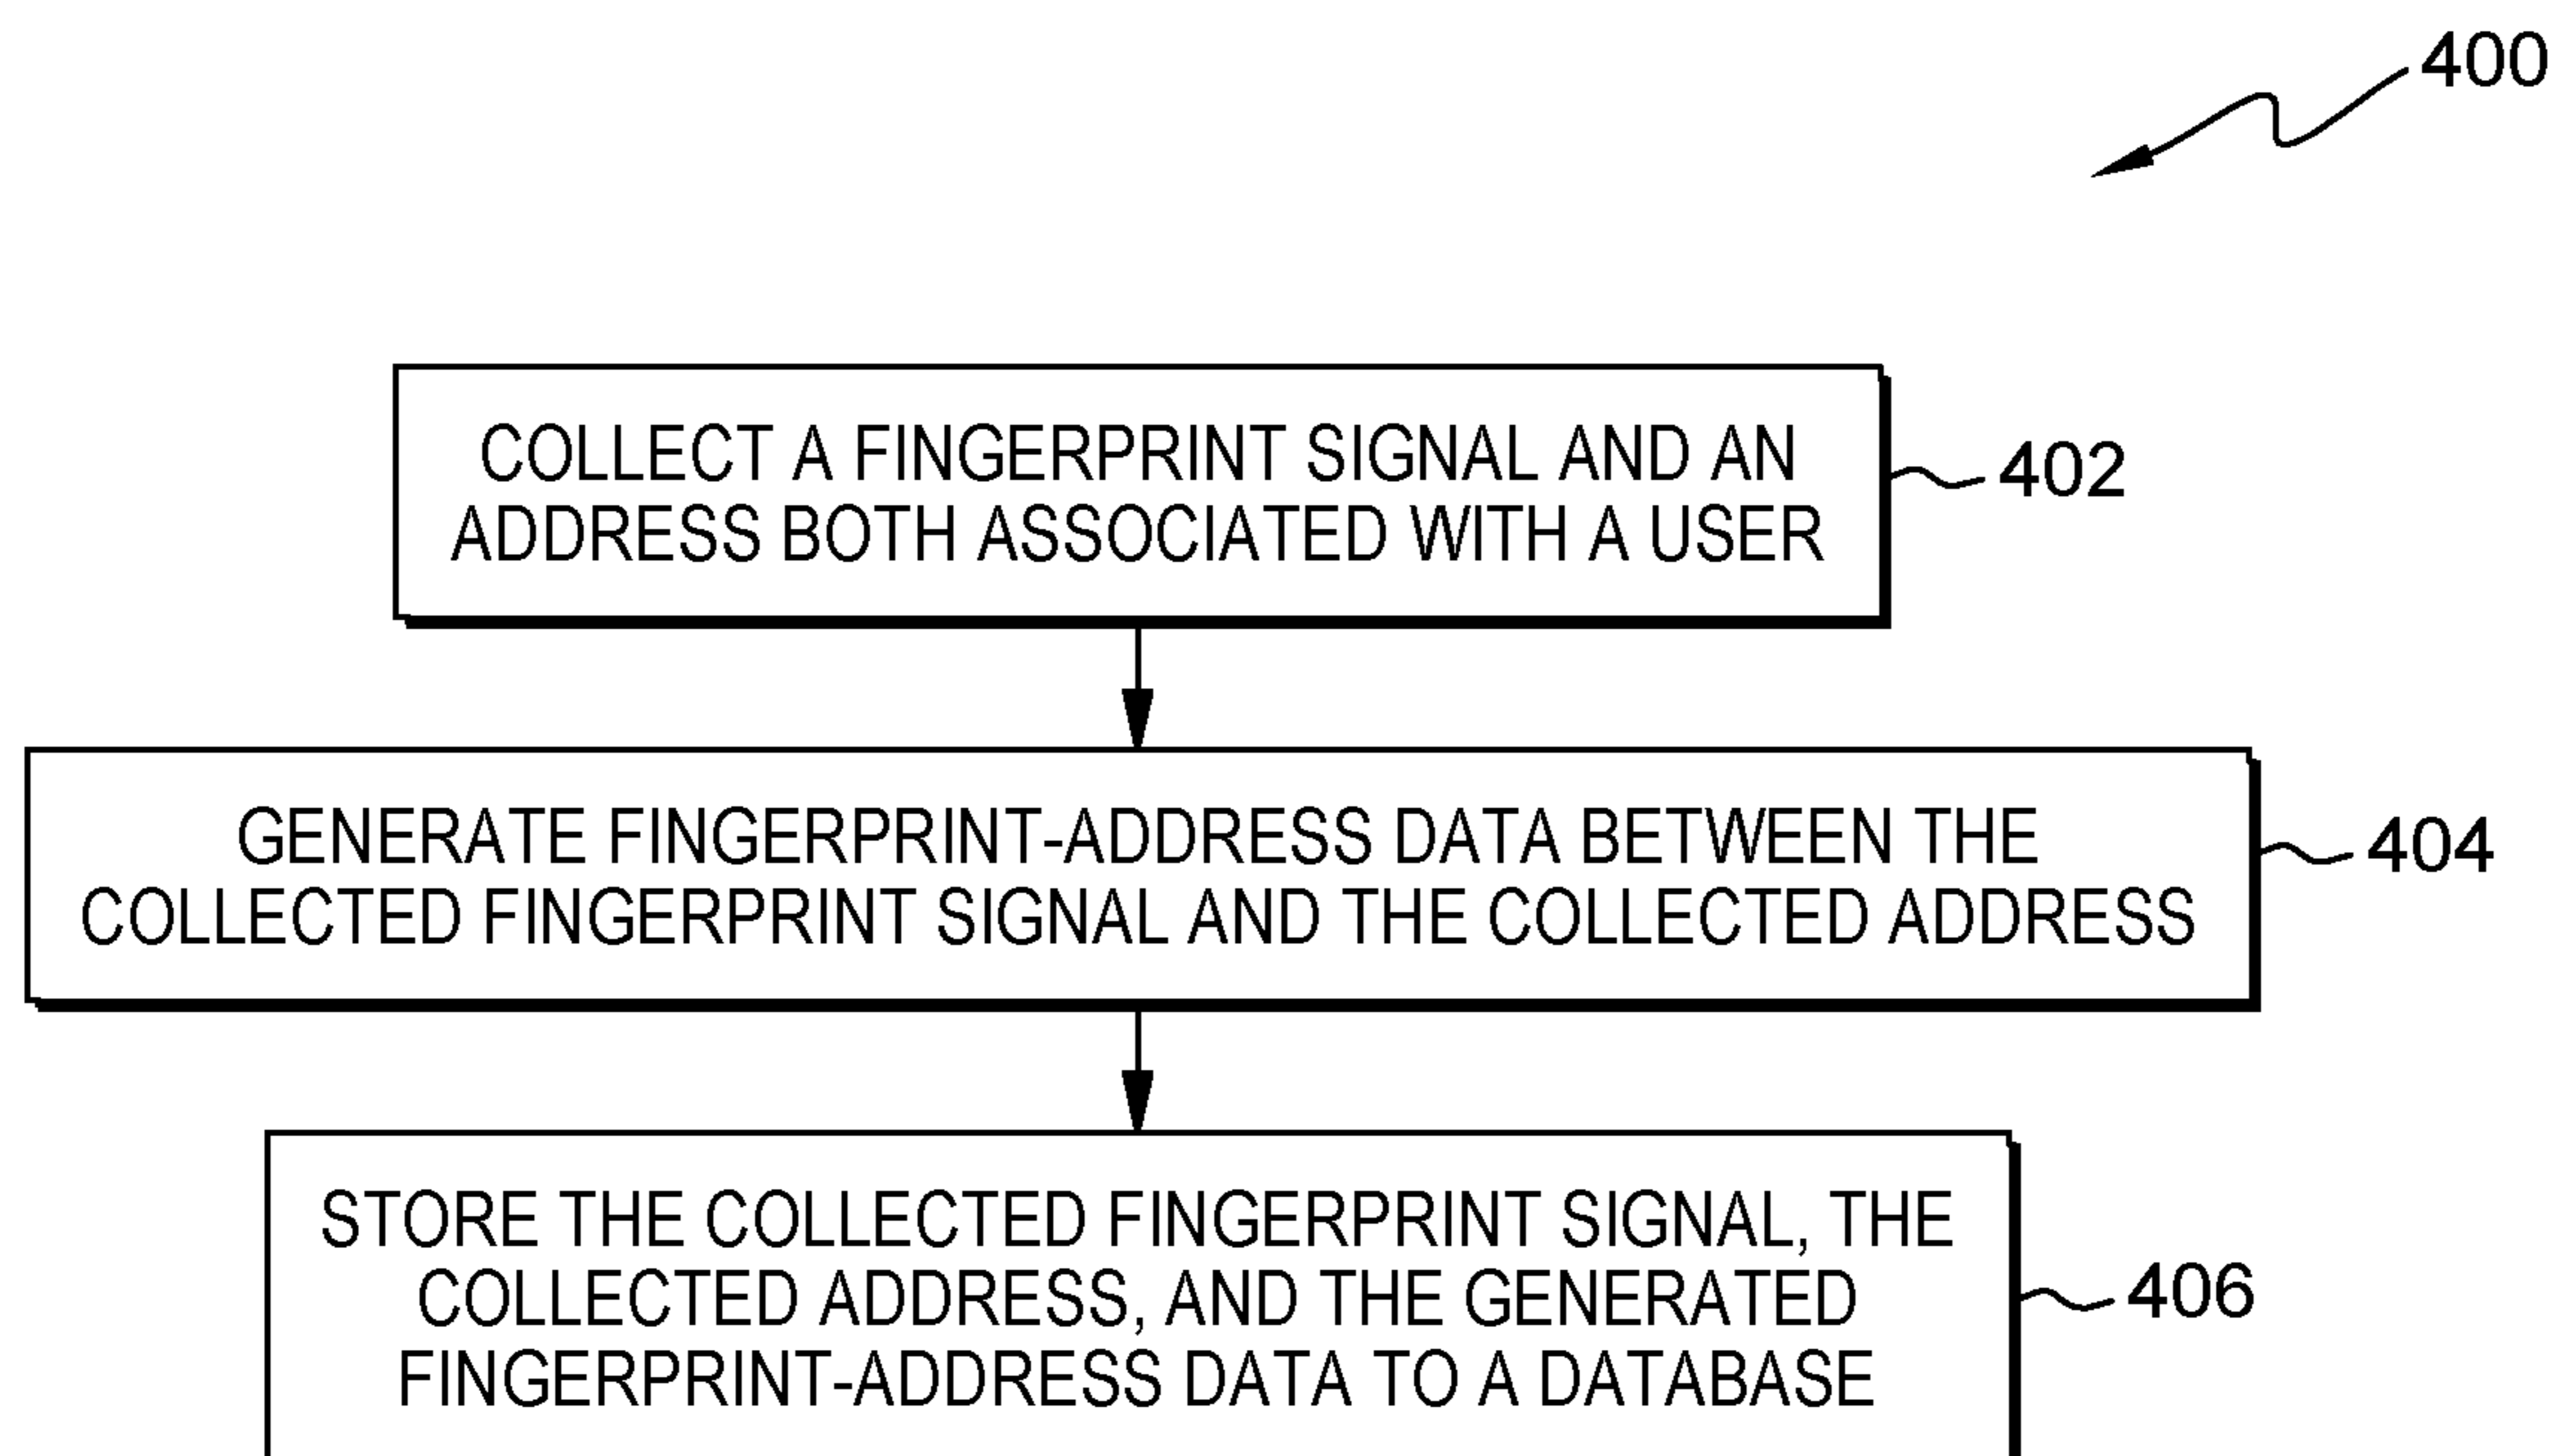 400
COLLECT A FINGERPRINT SIGNAL AND AN
ADDRESS BOTH ASSOCIATED WITH A USER
402
GENERATE FINGERPRINT-ADDRESS DATA BETWEEN THE
COLLECTED FINGERPRINT SIGNAL AND THE COLLECTED ADDRESS
404
STORE THE COLLECTED FINGERPRINT SIGNAL, THE
COLLECTED ADDRESS, AND THE GENERATED
FINGERPRINT-ADDRESS DATA TO A DATABASE
406